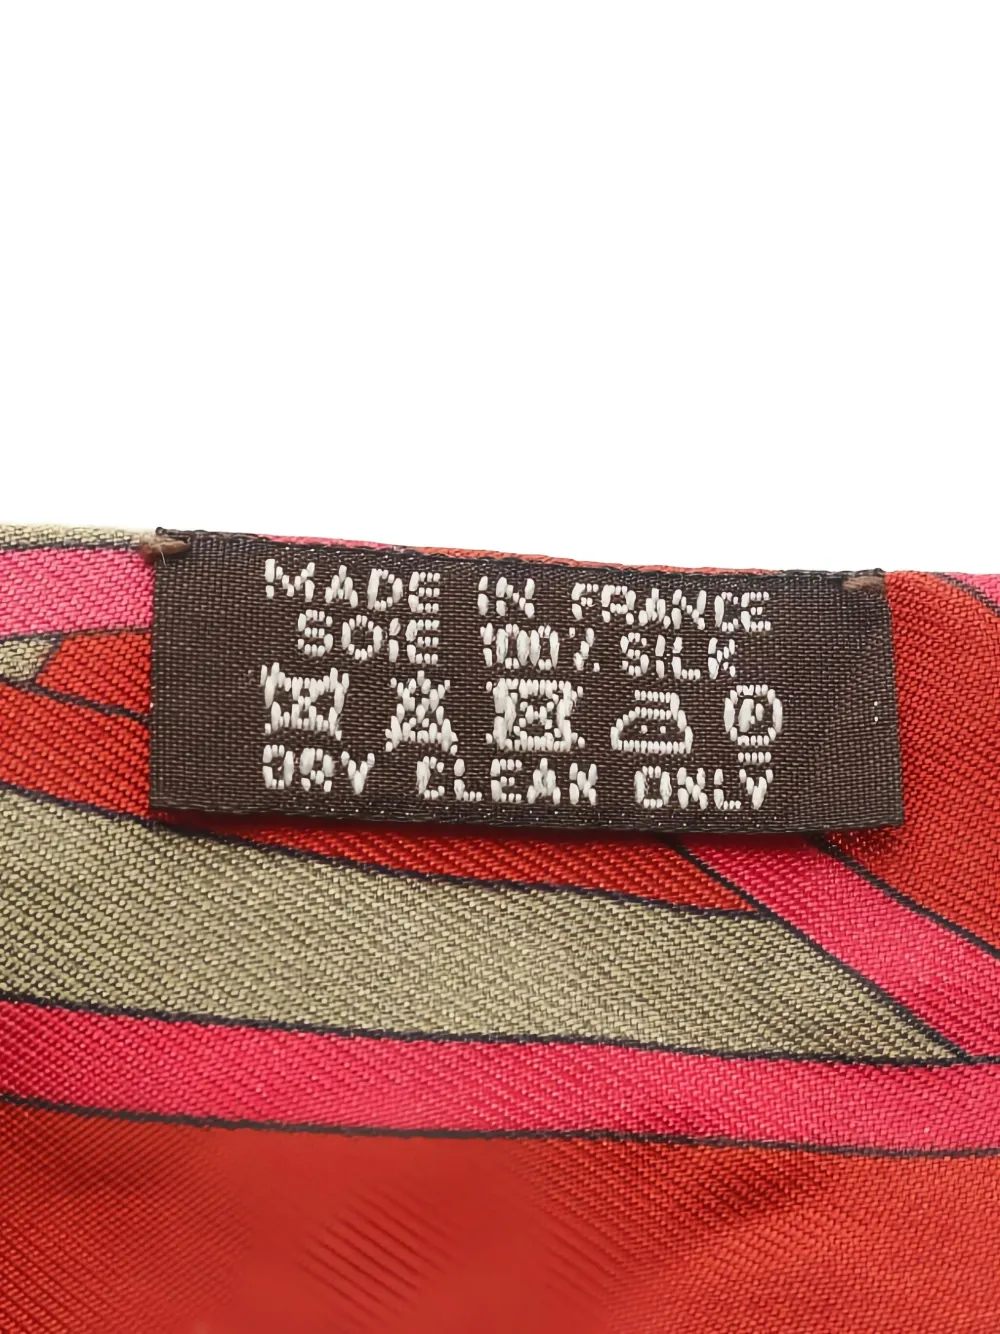 MADE IN FRANCE
SOIE 100% SILK
P
DRY CLEAN ONLY